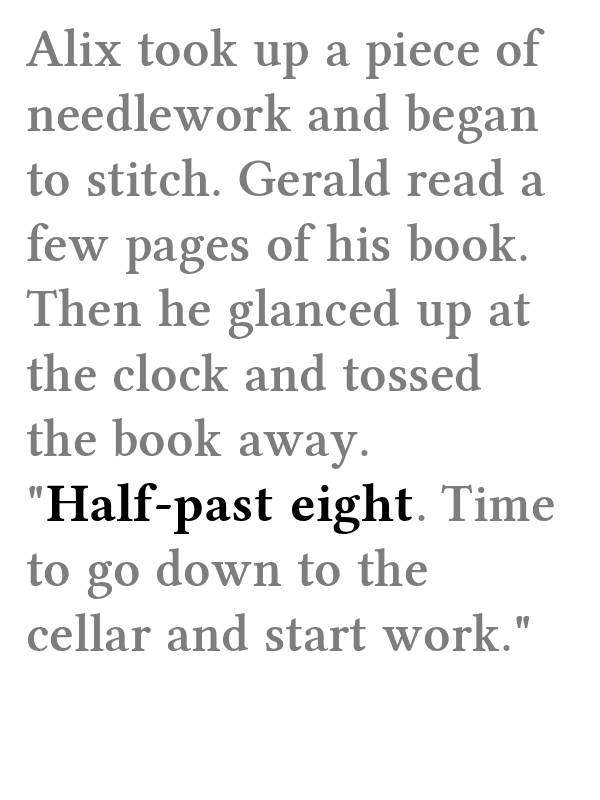 Alix took up a piece of
needlework and began
to stitch. Gerald read a
few pages of his book.
Then he glanced up at
the clock and tossed
the book away.
"Half-past eight. Time
to go down to the
cellar and start work."